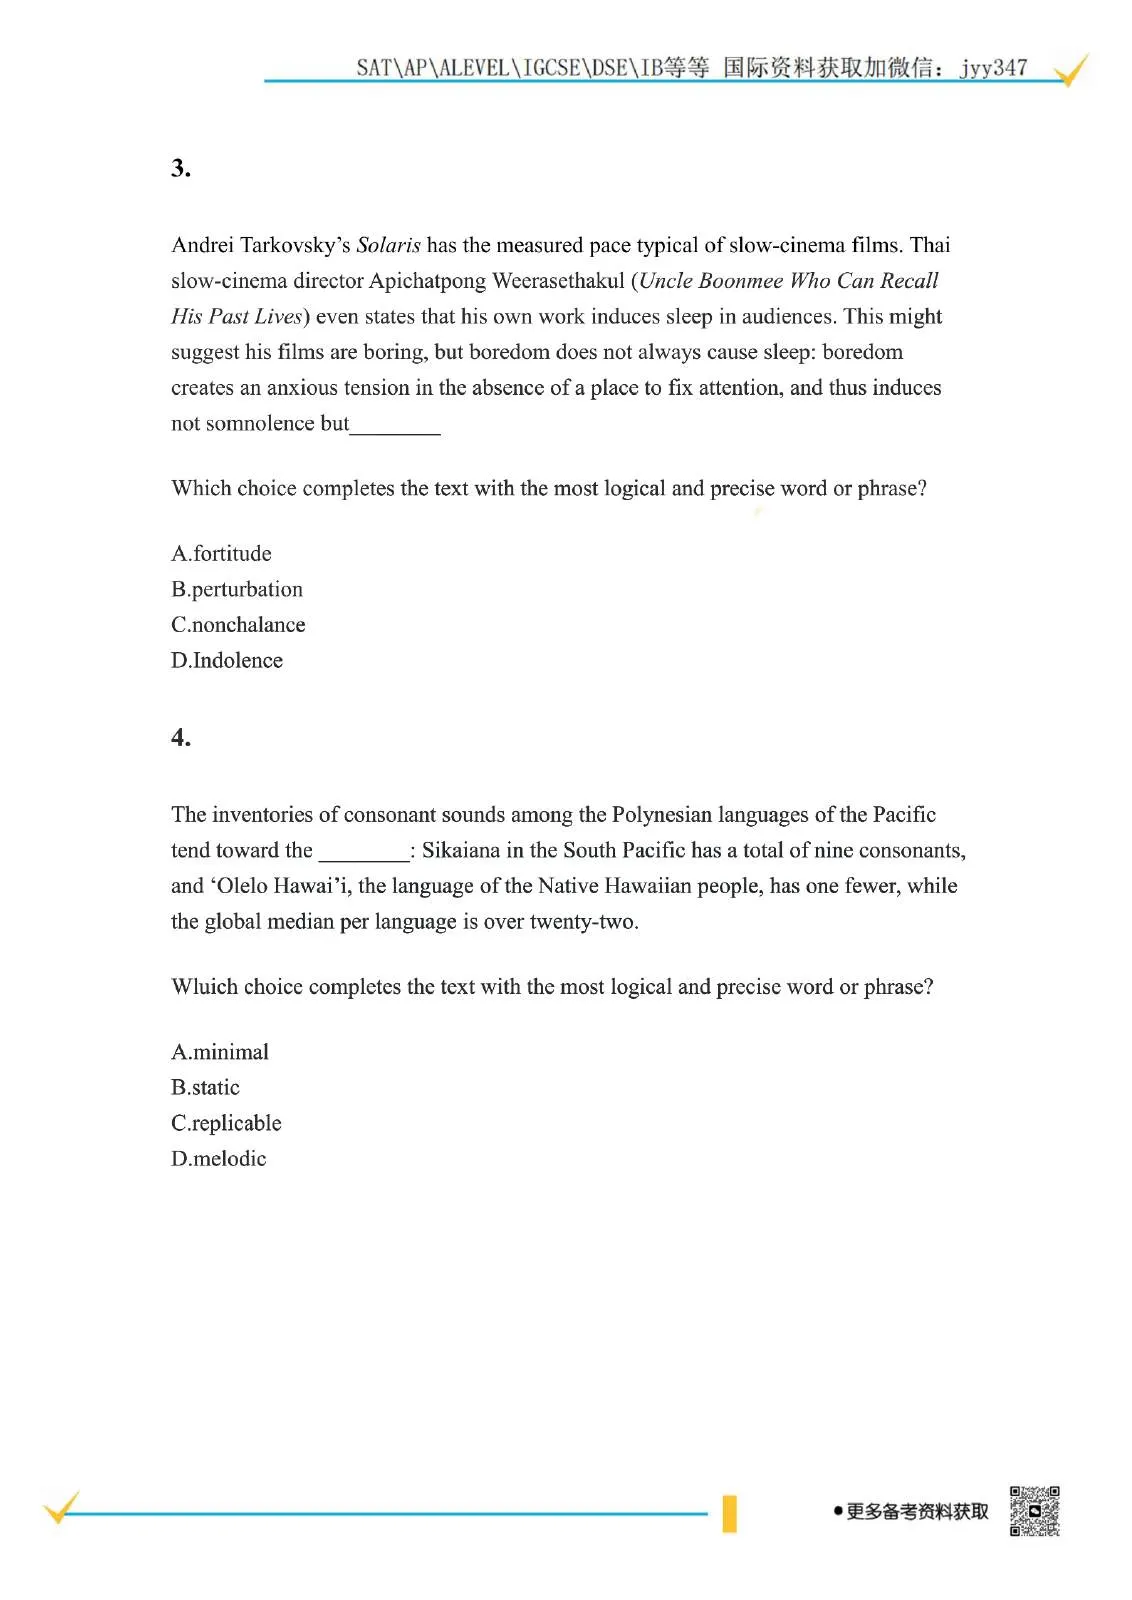 SAT\AP\ALEVEL\IGCSE\DSE\IB等等 国际资料获取加微信：jyy347
3.
Andrei Tarkovsky’s Solaris has the measured pace typical of slow-cinema films. Thai
slow-cinema director Apichatpong Weerasethakul (Uncle Boonmee Who Can Recall
His Past Lives) even states that his own work induces sleep in audiences. This might
suggest his films are boring, but boredom does not always cause sleep: boredom
creates an anxious tension in the absence of a place to fix attention, and thus induces
not somnolence but________
Which choice completes the text with the most logical and precise word or phrase?
A.fortitude
B.perturbation
C.nonchalance
D.Indolence
4.
The inventories of consonant sounds among the Polynesian languages of the Pacific
tend toward the ________: Sikaiana in the South Pacific has a total of nine consonants,
and ‘Olelo Hawai’i, the language of the Native Hawaiian people, has one fewer, while
the global median per language is over twenty-two.
Wluich choice completes the text with the most logical and precise word or phrase?
A.minimal
B.static
C.replicable
D.melodic
•更多备考资料获取